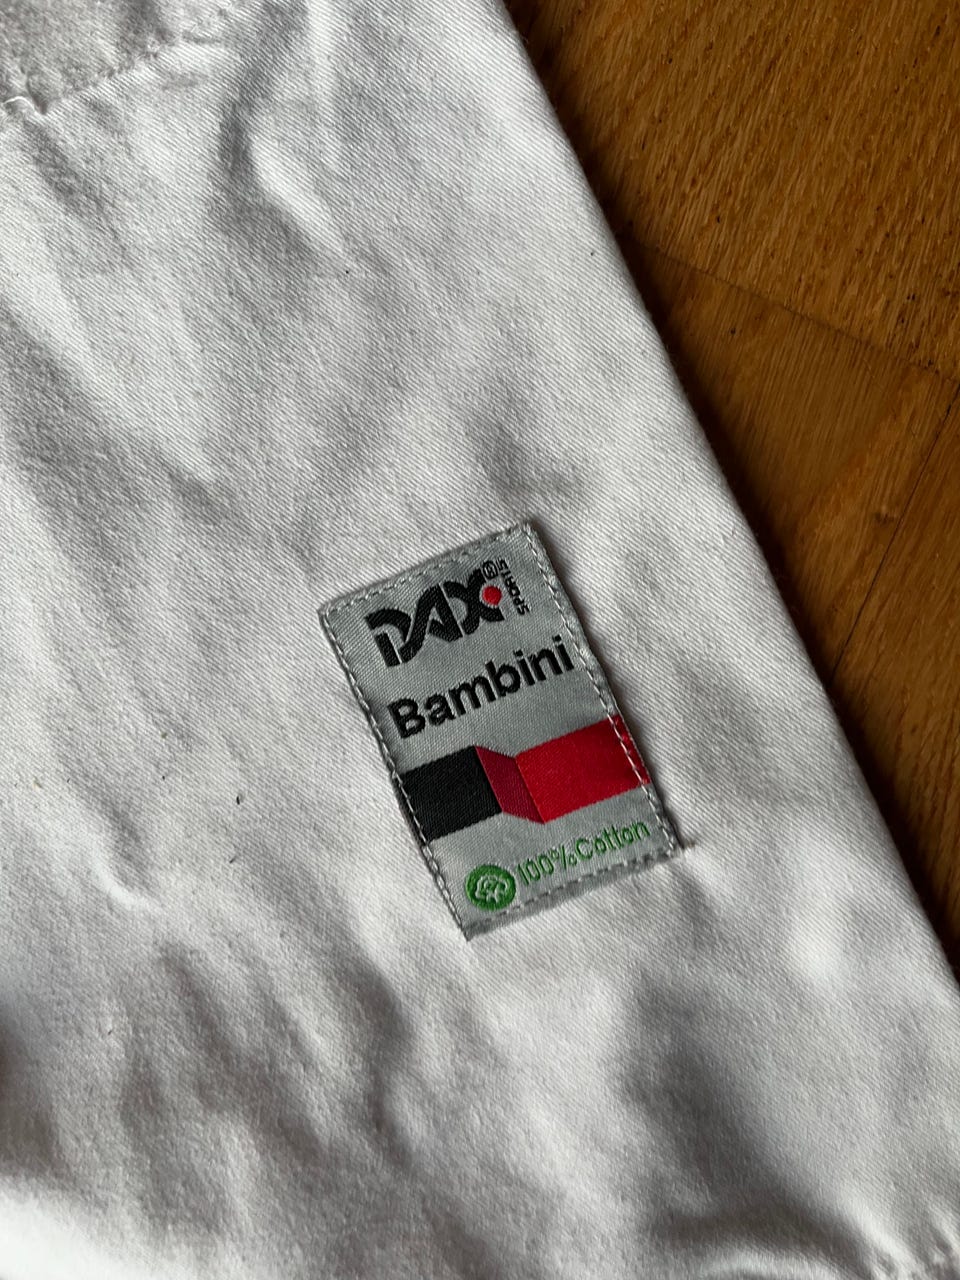 DAX SPORTS
Bambini
100% Cotton